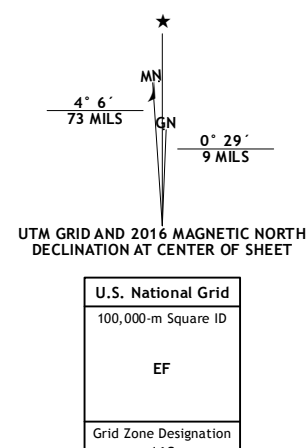 MN
4° 6´
73 MILS
GN
0° 29´
9 MILS
UTM GRID AND 2016 MAGNETIC NORTH
DECLINATION AT CENTER OF SHEET
U.S. National Grid
100,000-m Square ID
EF
Grid Zone Designation